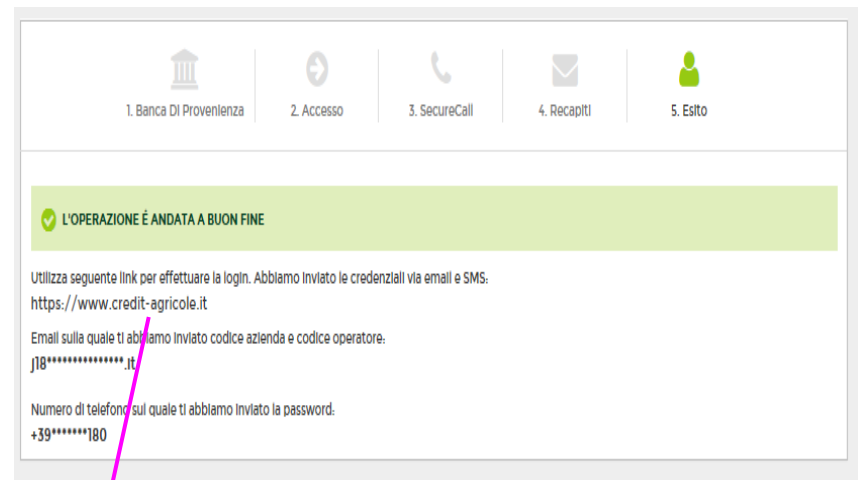 1. Banca Di Provenienza
2. Accesso
3. SecureCall
4. Recapiti
5. Esito
L'OPERAZIONE É ANDATA A BUON FINE
Utilizza seguente link per effettuare la login. Abbiamo inviato le credenziali via email e SMS:
https://www.credit-agricole.it
Email sulla quale ti abbiamo inviato codice azienda e codice operatore:
J18***************.it
Numero di telefono sul quale ti abbiamo inviato la password:
+39*******180